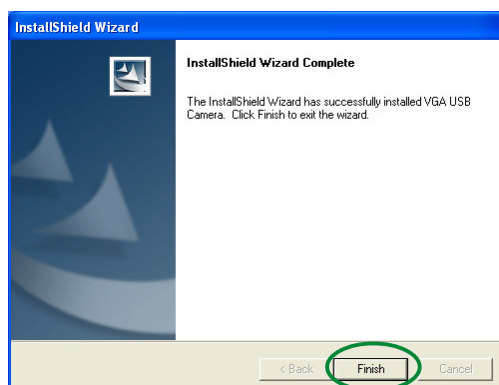 InstallShield Wizard
InstallShield Wizard Complete
The InstallShield Wizard has successfully installed VGA USB
Camera. Click Finish to exit the wizard.
< Back
Finish
Cancel